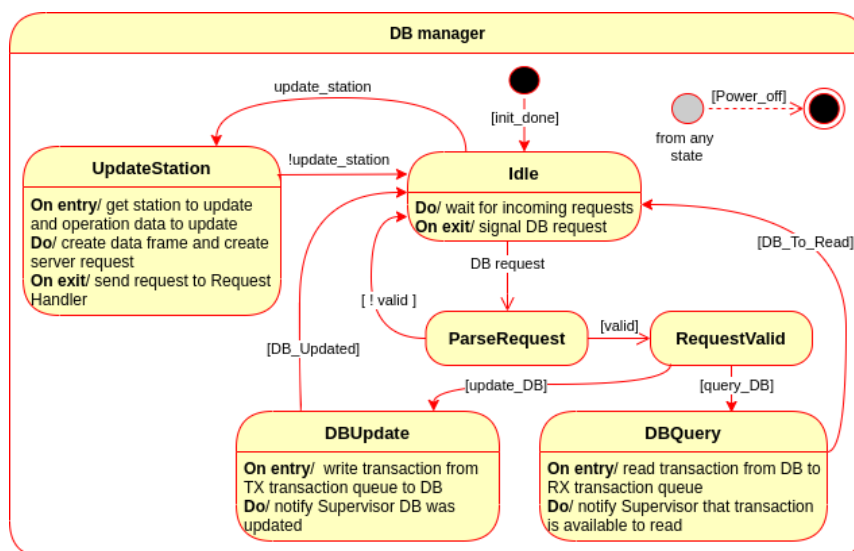 DB manager
update_station
[init_done]
[Power_off]
from any
state
UpdateStation
On entry/ get station to update
and operation data to update
Do/ create data frame and create
server request
On exit/ send request to Request
Handler
!update_station
Idle
Do/ wait for incoming requests
On exit/ signal DB request
[DB_To_Read]
DB request
[ ! valid ]
ParseRequest
[valid]
RequestValid
[DB_Updated]
[update_DB]
[query_DB]
DBUpdate
On entry/ write transaction from
TX transaction queue to DB
Do/ notify Supervisor DB was
updated
DBQuery
On entry/ read transaction from DB to
RX transaction queue
Do/ notify Supervisor that transaction
is available to read